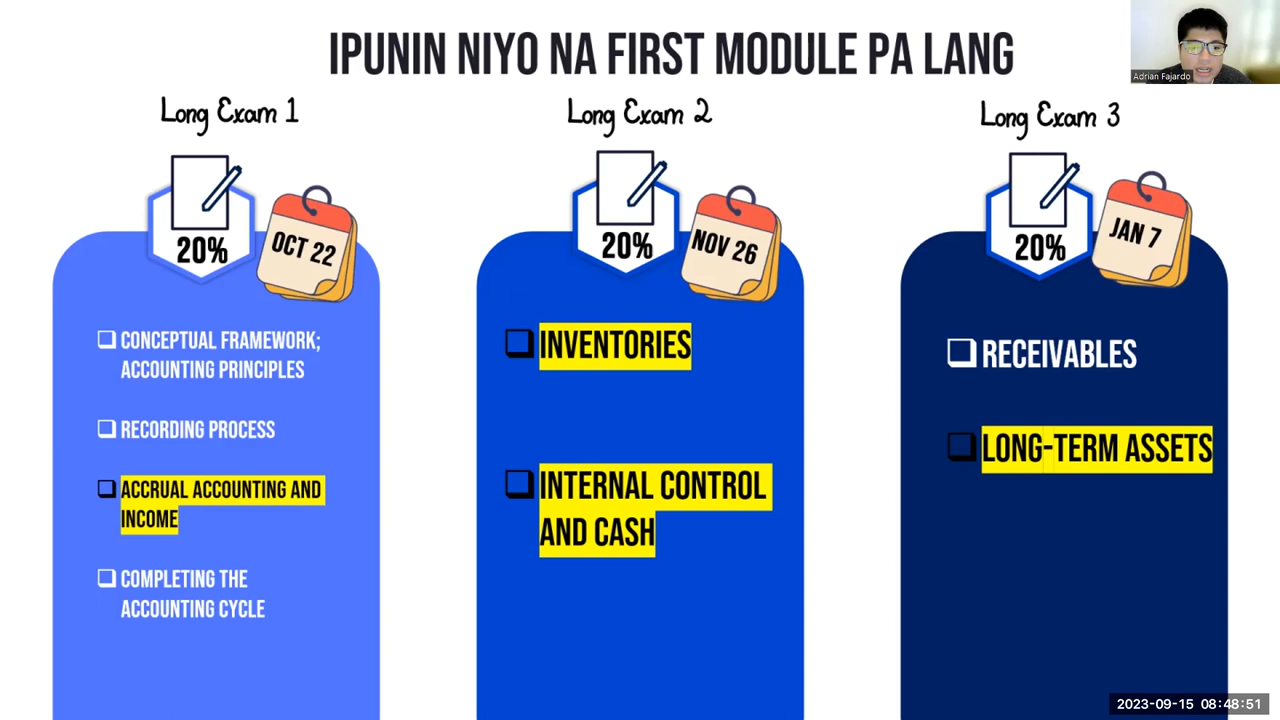 IPUNIN NIYO NA FIRST MODULE PA LANG
Adrian Fajardo
Long Exam 1
20%
OCT 22
CONCEPTUAL FRAMEWORK;
ACCOUNTING PRINCIPLES
RECORDING PROCESS
ACCRUAL ACCOUNTING AND
INCOME
COMPLETING THE
ACCOUNTING CYCLE
Long Exam 2
20%
NOV 26
INVENTORIES
INTERNAL CONTROL
AND CASH
Long Exam 3
20%
JAN 7
RECEIVABLES
LONG-TERM ASSETS
2023-09-15 08:48:51